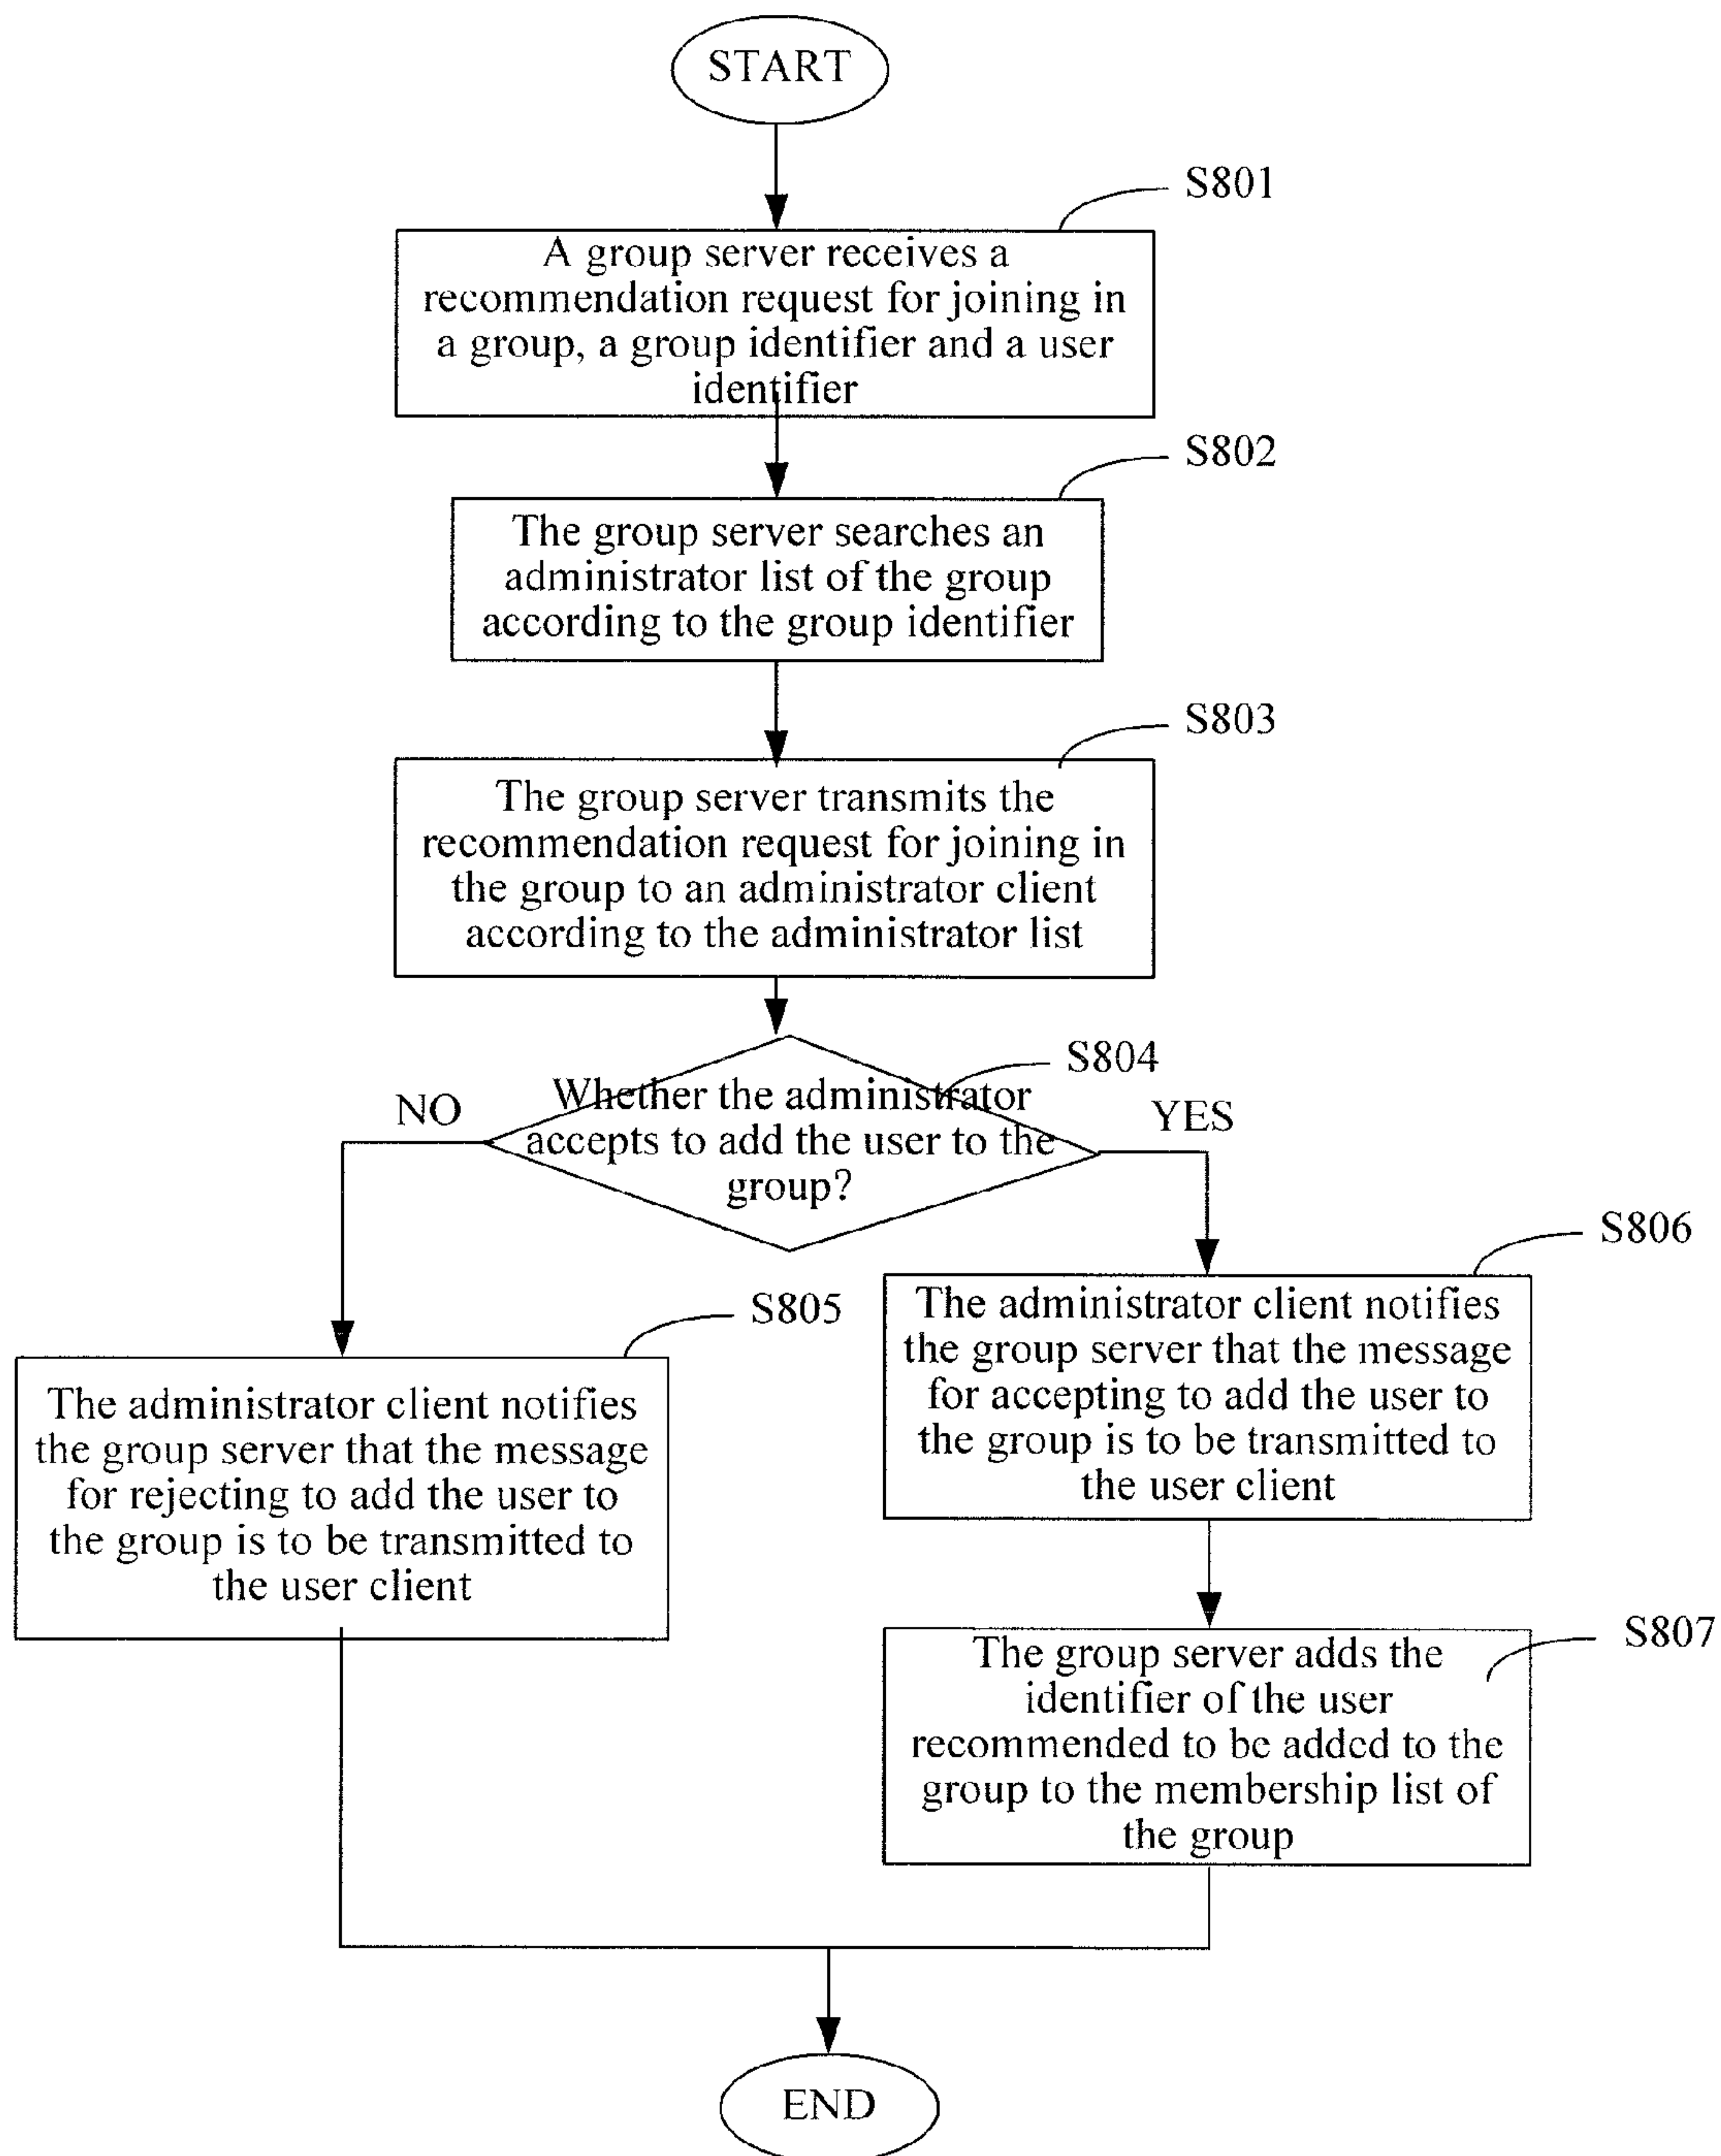 START
S801
A group server receives a
recommendation request for joining in
a group, a group identifier and a user
identifier
S802
The group server searches an
administrator list of the group
according to the group identifier
S803
The group server transmits the
recommendation request for joining in
the group to an administrator client
according to the administrator list
S804
NO
Whether the administrator
accepts to add the user to the
group?
YES
S805
The administrator client notifies
the group server that the message
for rejecting to add the user to
the group is to be transmitted to
the user client
S806
The administrator client notifies
the group server that the message
for accepting to add the user to
the group is to be transmitted to
the user client
S807
The group server adds the
identifier of the user
recommended to be added to the
group to the membership list of
the group
END